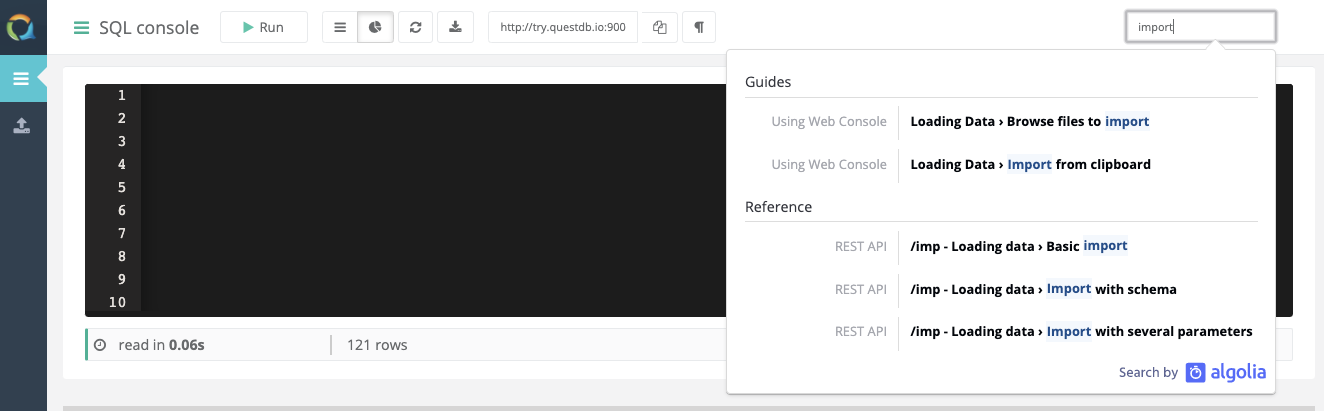 SQL console
Run
http://try.questdb.io:900
import
1
2
3
4
5
6
7
8
9
10
read in 0.06s
121 rows
Guides
Using Web Console Loading Data › Browse files to import
Using Web Console Loading Data › Import from clipboard
Reference
REST API /imp - Loading data › Basic import
REST API /imp - Loading data › Import with schema
REST API /imp - Loading data › Import with several parameters
Search by algolia